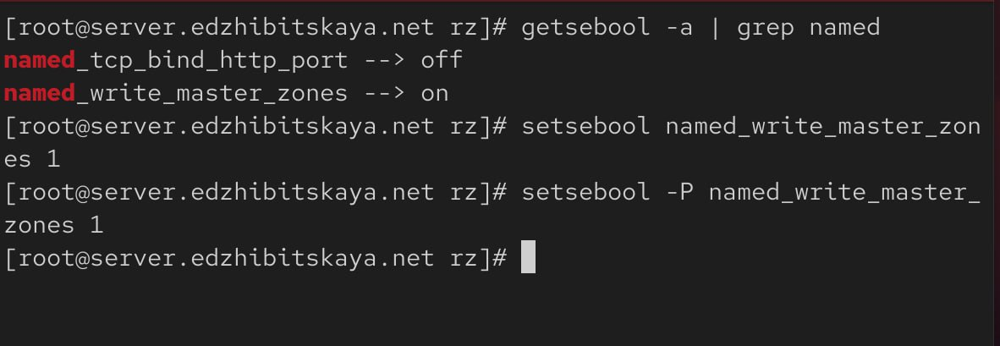 [root@server.edzhibitskaya.net rz]# getsebool -a | grep named
named_tcp_bind_http_port --> off
named_write_master_zones --> on
[root@server.edzhibitskaya.net rz]# setsebool named_write_master_zon
es 1
[root@server.edzhibitskaya.net rz]# setsebool -P named_write_master_
zones 1
[root@server.edzhibitskaya.net rz]#